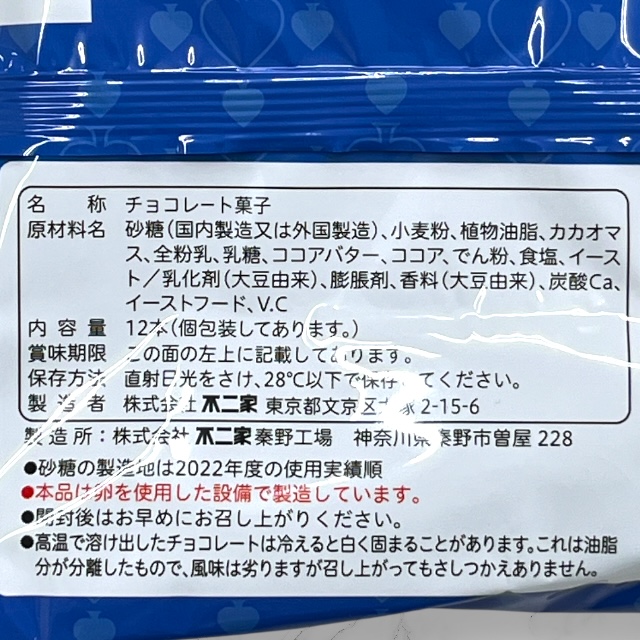 名称 チョコレート菓子
原材料名 砂糖（国内製造又は外国製造）、小麦粉、植物油脂、カカオマ
ス、全粉乳、乳糖、ココアバター、ココア、でん粉、食塩、イース
ト／乳化剤（大豆由来）、膨脹剤、香料（大豆由来）、炭酸Ca、
イーストフード、V.C
内容量 12本（個包装してあります。）
賞味期限 この面の左上に記載してあります。
保存方法 直射日光をさけ、28℃以下で保存してください。
製造者 株式会社 不二家 東京都文京区大塚2-15-6
製造所：株式会社 不二家 秦野工場 神奈川県秦野市曽屋 228
●砂糖の製造地は2022年度の使用実績順
●本品は卵を使用した設備で製造しています。
●開封後はお早めにお召し上がりください。
●高温で溶け出したチョコレートは冷えると白く固まることがあります。これは油脂
分が分離したもので、風味は劣りますが召し上がってもさしつかえありません。